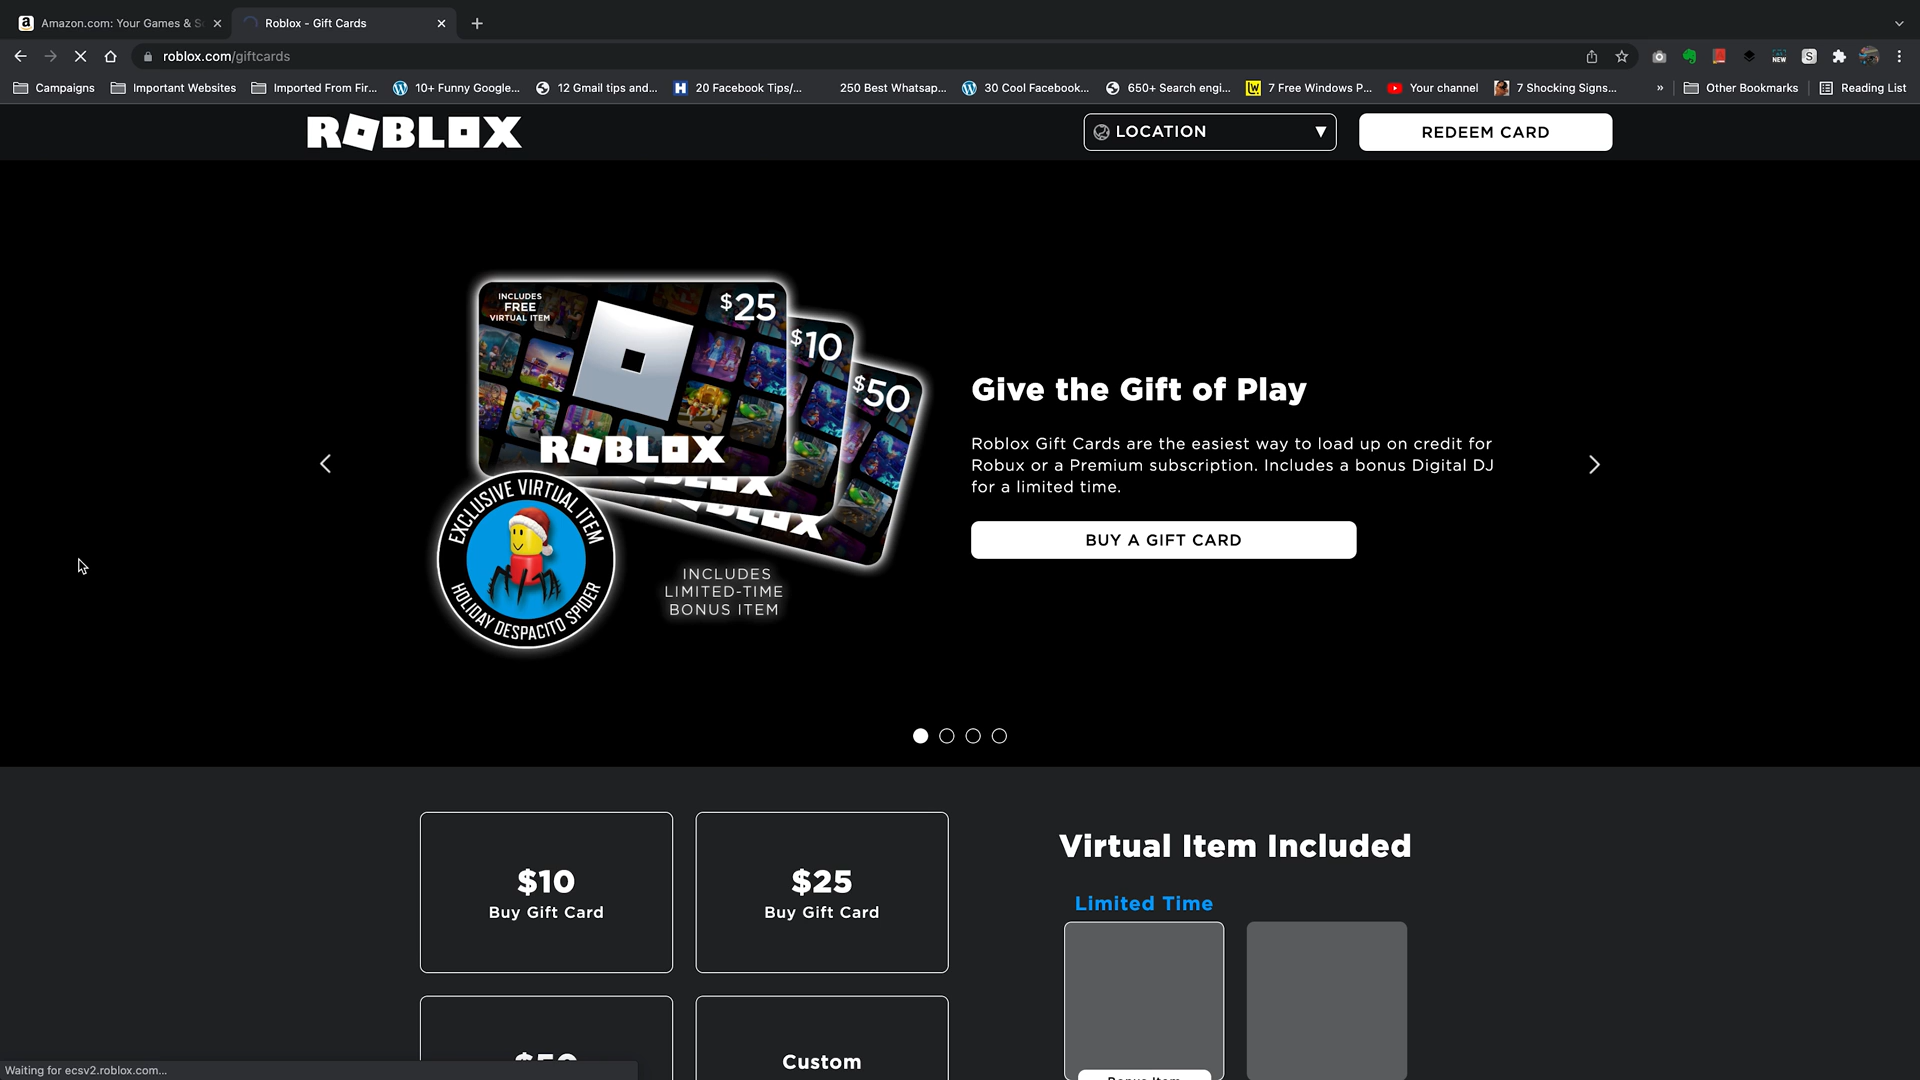 Amazon.com: Your Games & S
Roblox - Gift Cards
roblox.com/giftcards
Campaigns
Important Websites
Imported From Fir...
10+ Funny Google...
12 Gmail tips and...
20 Facebook Tips/...
250 Best Whatsap...
30 Cool Facebook...
650+ Search engi...
7 Free Windows P...
Your channel
7 Shocking Signs...
»
Other Bookmarks
Reading List
ROBLOX
LOCATION
REDEEM CARD
INCLUDES
FREE
VIRTUAL ITEM
$25
$10
$50
ROBLOX
EXCLUSIVE VIRTUAL ITEM
HOLIDAY DESPACITO SPIDER
INCLUDES
LIMITED-TIME
BONUS ITEM
Give the Gift of Play
Roblox Gift Cards are the easiest way to load up on credit for
Robux or a Premium subscription. Includes a bonus Digital DJ
for a limited time.
BUY A GIFT CARD
$10
Buy Gift Card
$25
Buy Gift Card
$50
Custom
Virtual Item Included
Limited Time
Bonus Item
Waiting for ecsv2.roblox.com...